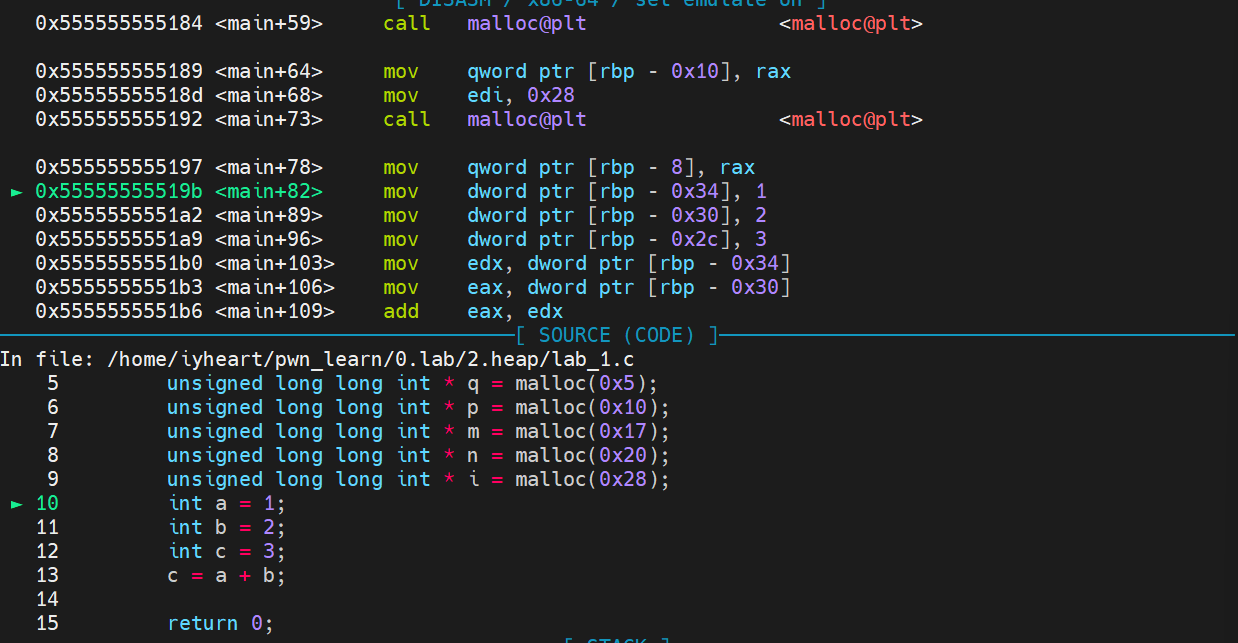 [ DISASM / x86-64 / set emulate on ]
0x555555555184 <main+59> call malloc@plt <malloc@plt>
0x555555555189 <main+64> mov qword ptr [rbp - 0x10], rax
0x55555555518d <main+68> mov edi, 0x28
0x555555555192 <main+73> call malloc@plt <malloc@plt>
0x555555555197 <main+78> mov qword ptr [rbp - 8], rax
► 0x55555555519b <main+82> mov dword ptr [rbp - 0x34], 1
0x5555555551a2 <main+89> mov dword ptr [rbp - 0x30], 2
0x5555555551a9 <main+96> mov dword ptr [rbp - 0x2c], 3
0x5555555551b0 <main+103> mov edx, dword ptr [rbp - 0x34]
0x5555555551b3 <main+106> mov eax, dword ptr [rbp - 0x30]
0x5555555551b6 <main+109> add eax, edx
[ SOURCE (CODE) ]
In file: /home/iyheart/pwn_learn/0.lab/2.heap/lab_1.c
5 unsigned long long int * q = malloc(0x5);
6 unsigned long long int * p = malloc(0x10);
7 unsigned long long int * m = malloc(0x17);
8 unsigned long long int * n = malloc(0x20);
9 unsigned long long int * i = malloc(0x28);
► 10 int a = 1;
11 int b = 2;
12 int c = 3;
13 c = a + b;
14
15 return 0;
[ STACK ]